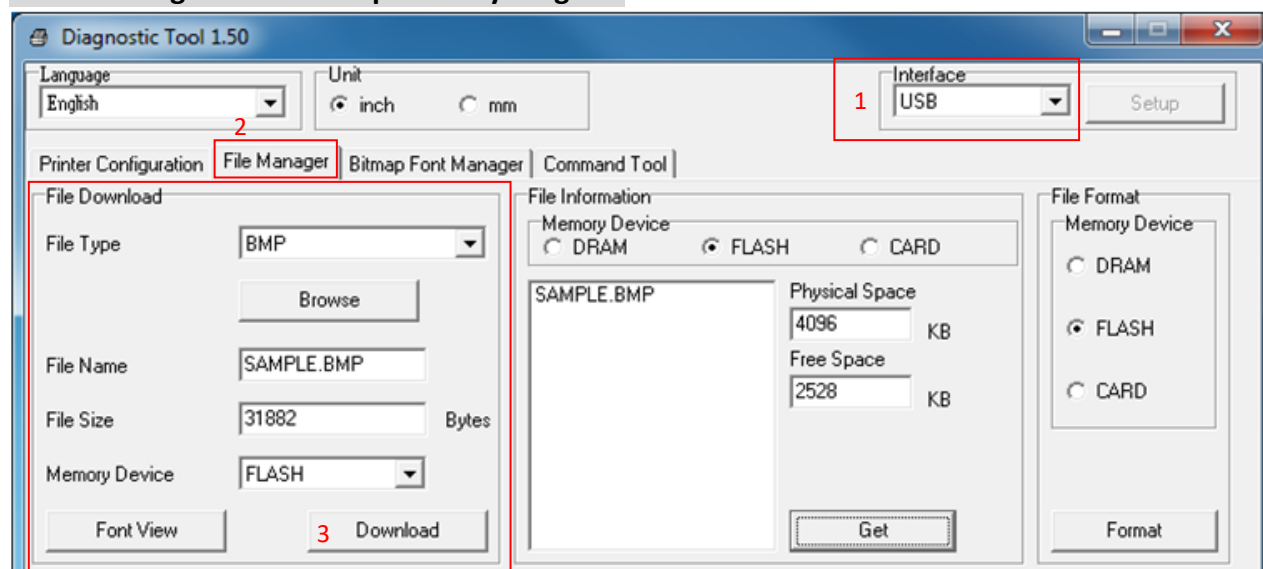 Diagnostic Tool 1.50
Language
Unit
Interface
English
inch
mm
1
USB
Setup
2
Printer Configuration
File Manager
Bitmap Font Manager
Command Tool
File Download
File Type
BMP
Browse
File Name
SAMPLE.BMP
File Size
31882
Bytes
Memory Device
FLASH
Font View
3
Download
File Information
Memory Device
DRAM
FLASH
CARD
SAMPLE.BMP
Physical Space
4096
KB
Free Space
2528
KB
Get
File Format
Memory Device
DRAM
FLASH
CARD
Format